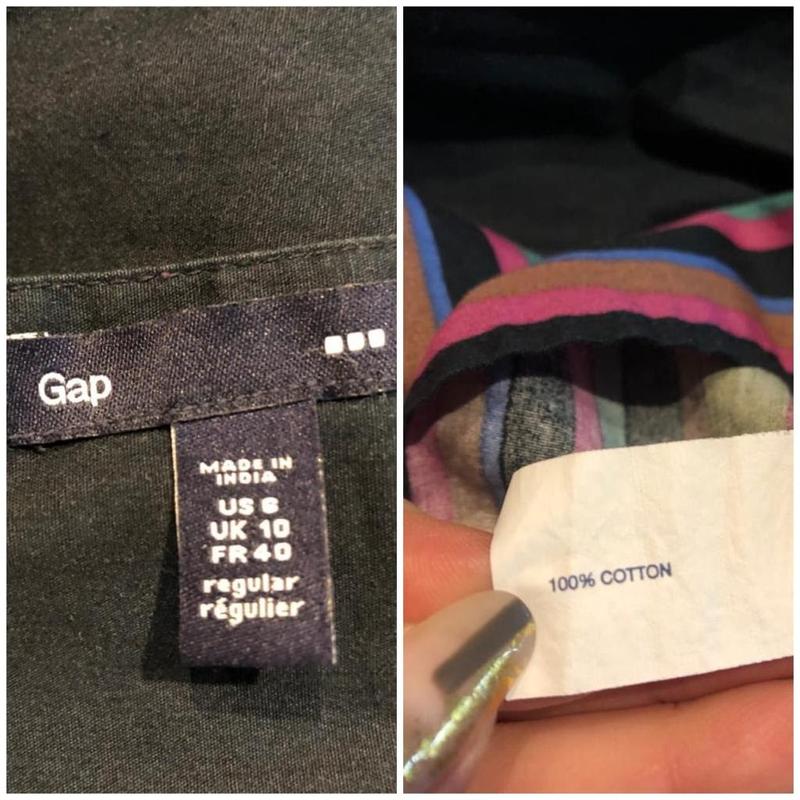 Gap
MADE IN
INDIA
US 6
UK 10
FR 40
regular
régulier
100% COTTON